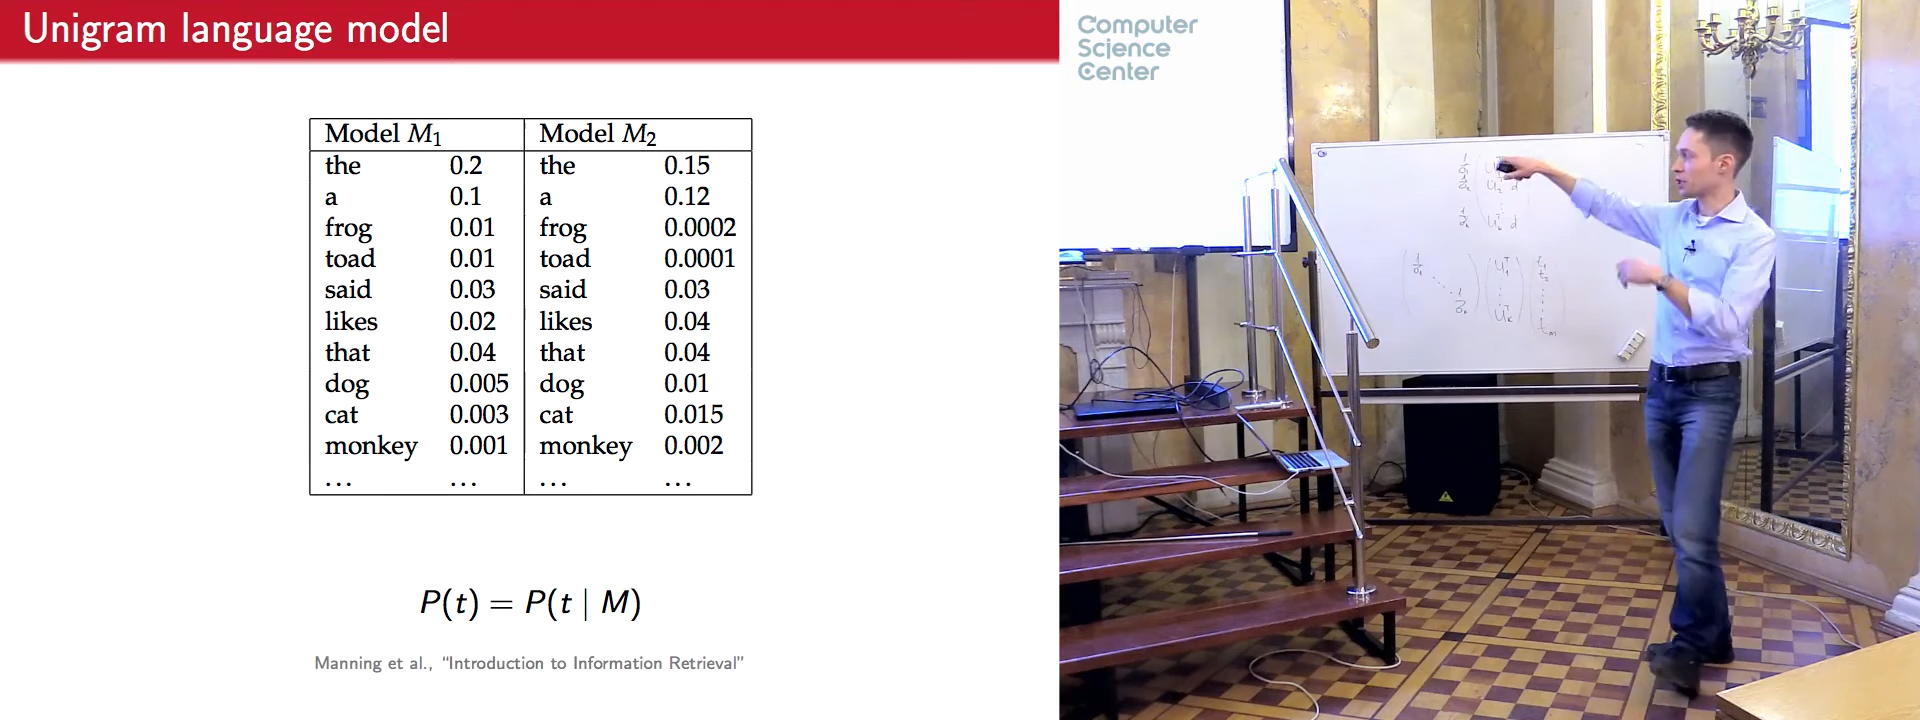 Unigram language model
Model M1 Model M2
the 0.2 the 0.15
a 0.1 a 0.12
frog 0.01 frog 0.0002
toad 0.01 toad 0.0001
said 0.03 said 0.03
likes 0.02 likes 0.04
that 0.04 that 0.04
dog 0.005 dog 0.01
cat 0.003 cat 0.015
monkey 0.001 monkey 0.002
... ... ... ...
P(t) = P(t | M)
Manning et al., “Introduction to Information Retrieval”
Computer
Science
Center